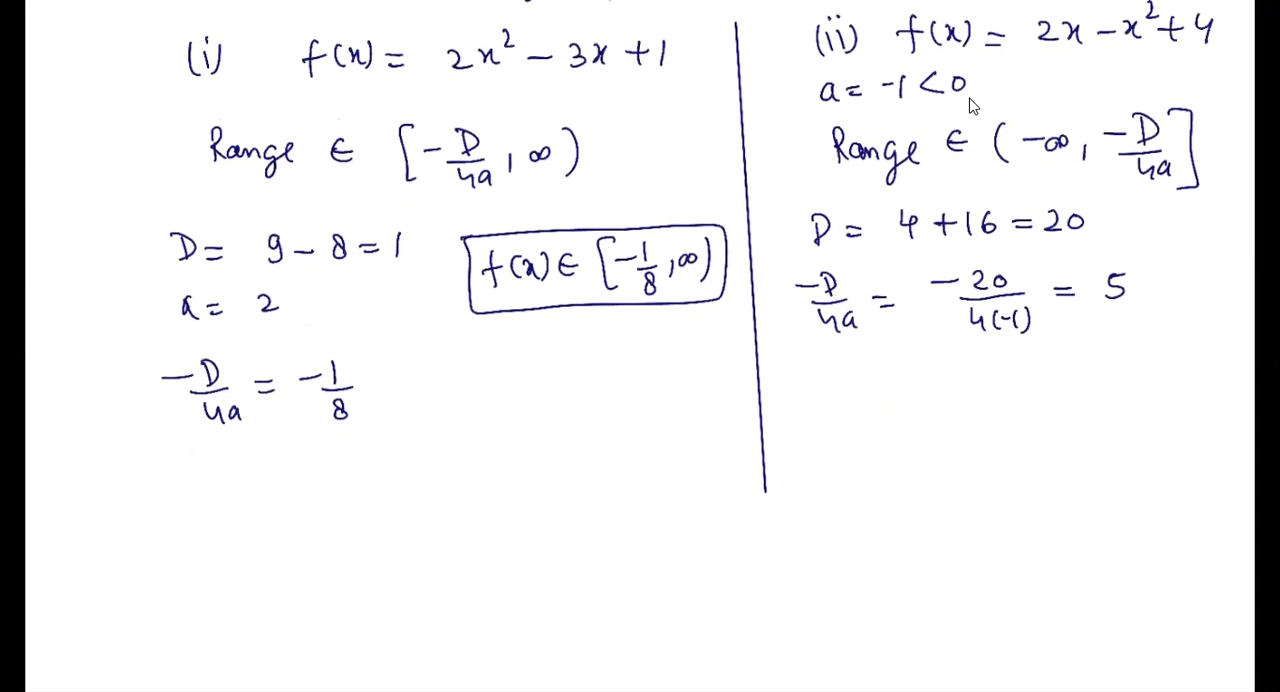 (i) f(x) = 2x² − 3x + 1
Range ∈ [−D/4a, ∞)
D = 9 − 8 = 1
a = 2
f(x) ∈ [−1/8, ∞)
−D/4a = −1/8
(ii) f(x) = 2x − x² + 4
a = −1 < 0
Range ∈ (−∞, −D/4a]
D = 4 + 16 = 20
−D/4a = −20/4(−1) = 5